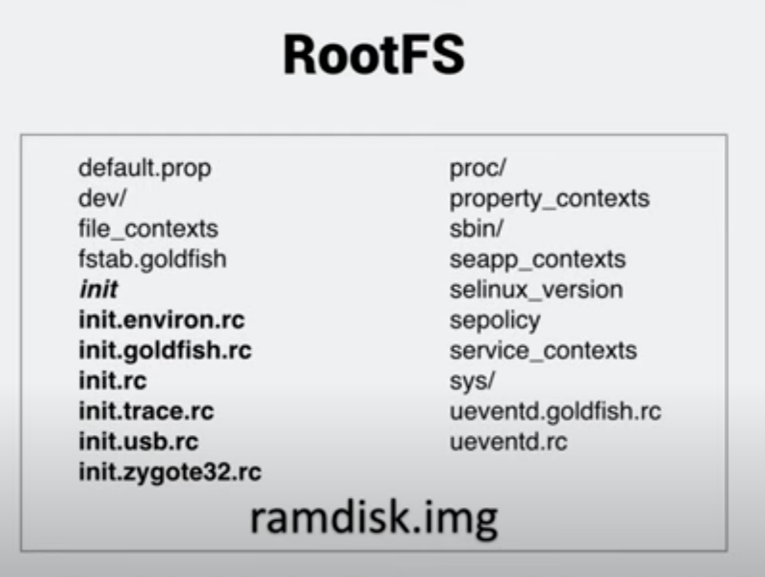 RootFS
default.prop
dev/
file_contexts
fstab.goldfish
init
init.environ.rc
init.goldfish.rc
init.rc
init.trace.rc
init.usb.rc
init.zygote32.rc
proc/
property_contexts
sbin/
seapp_contexts
selinux_version
sepolicy
service_contexts
sys/
ueventd.goldfish.rc
ueventd.rc
ramdisk.img